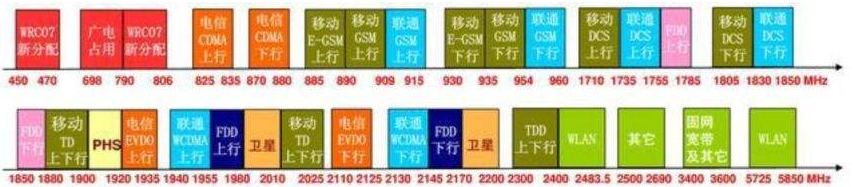 WRC07 新分配
广电 占用
WRC07 新分配
电信 CDMA 上行
电信 CDMA 下行
移动 E-GSM 上行
移动 GSM 上行
联通 GSM 上行
移动 E-GSM 下行
移动 GSM 下行
联通 GSM 下行
移动 DCS 上行
联通 DCS 上行
FDD 上行
移动 DCS 下行
联通 DCS 下行
450 470 698 790 806 825 835 870 880 885 890 909 915 930 935 954 960 1710 1735 1755 1785 1805 1830 1850 MHz
FDD 下行
移动 TD 上下行
PHS
电信 EVDO 上行
联通 WCDMA 上行
FDD 上行
卫星
移动 TD 上下行
电信 EVDO 下行
联通 WCDMA 下行
FDD 下行
卫星
TDD 上下行
WLAN
其它
固网 宽带 及其它
WLAN
1850 1880 1900 1920 1935 1940 1955 1980 2010 2025 2110 2125 2130 2145 2170 2200 2300 2400 2483.5 2500 2690 3400 3600 5725 5850 MHz